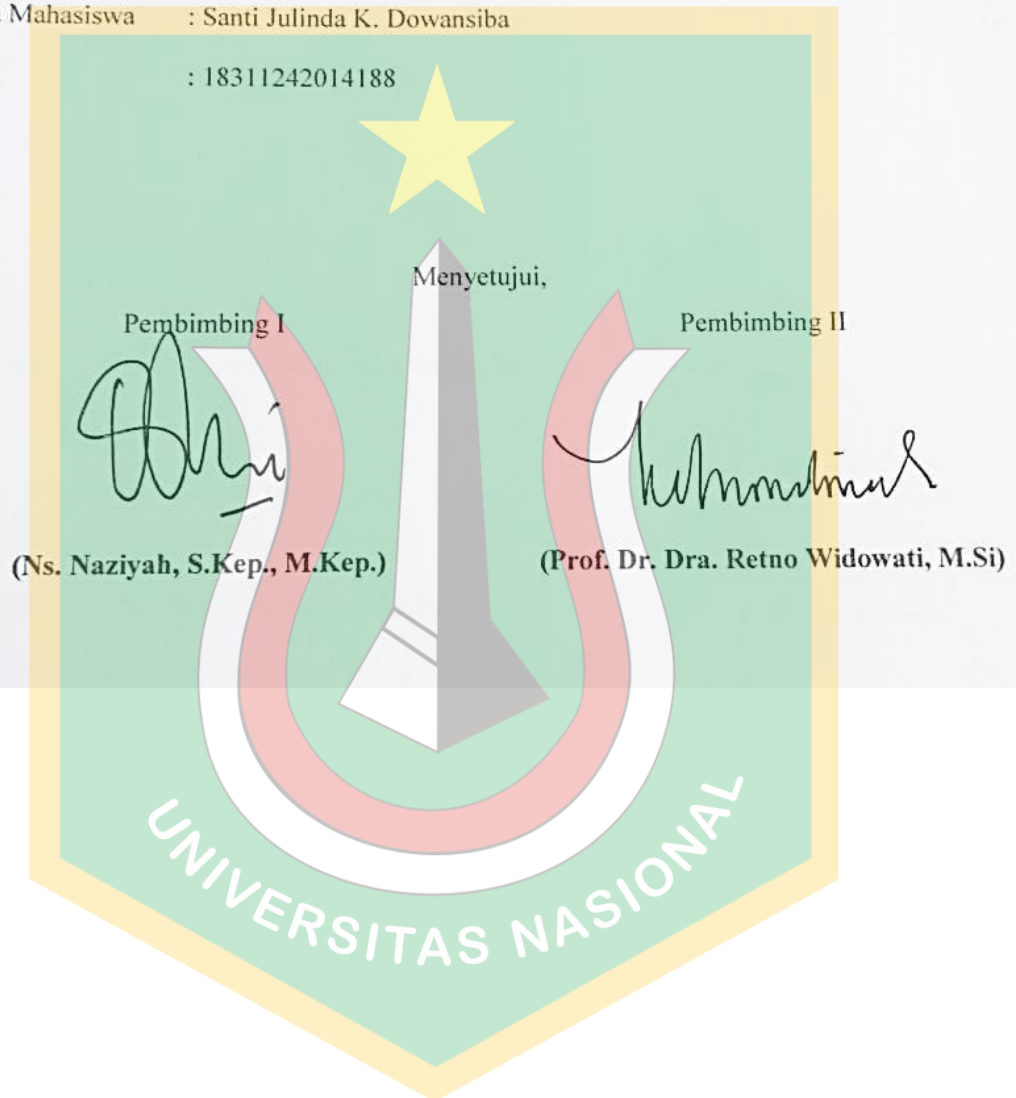 Mahasiswa : Santi Julinda K. Dowansiba
: 18311242014188
Menyetujui,
Pembimbing I Pembimbing II
(Ns. Naziyah, S.Kep., M.Kep.) (Prof. Dr. Dra. Retno Widowati, M.Si)
UNIVERSITAS NASIONAL